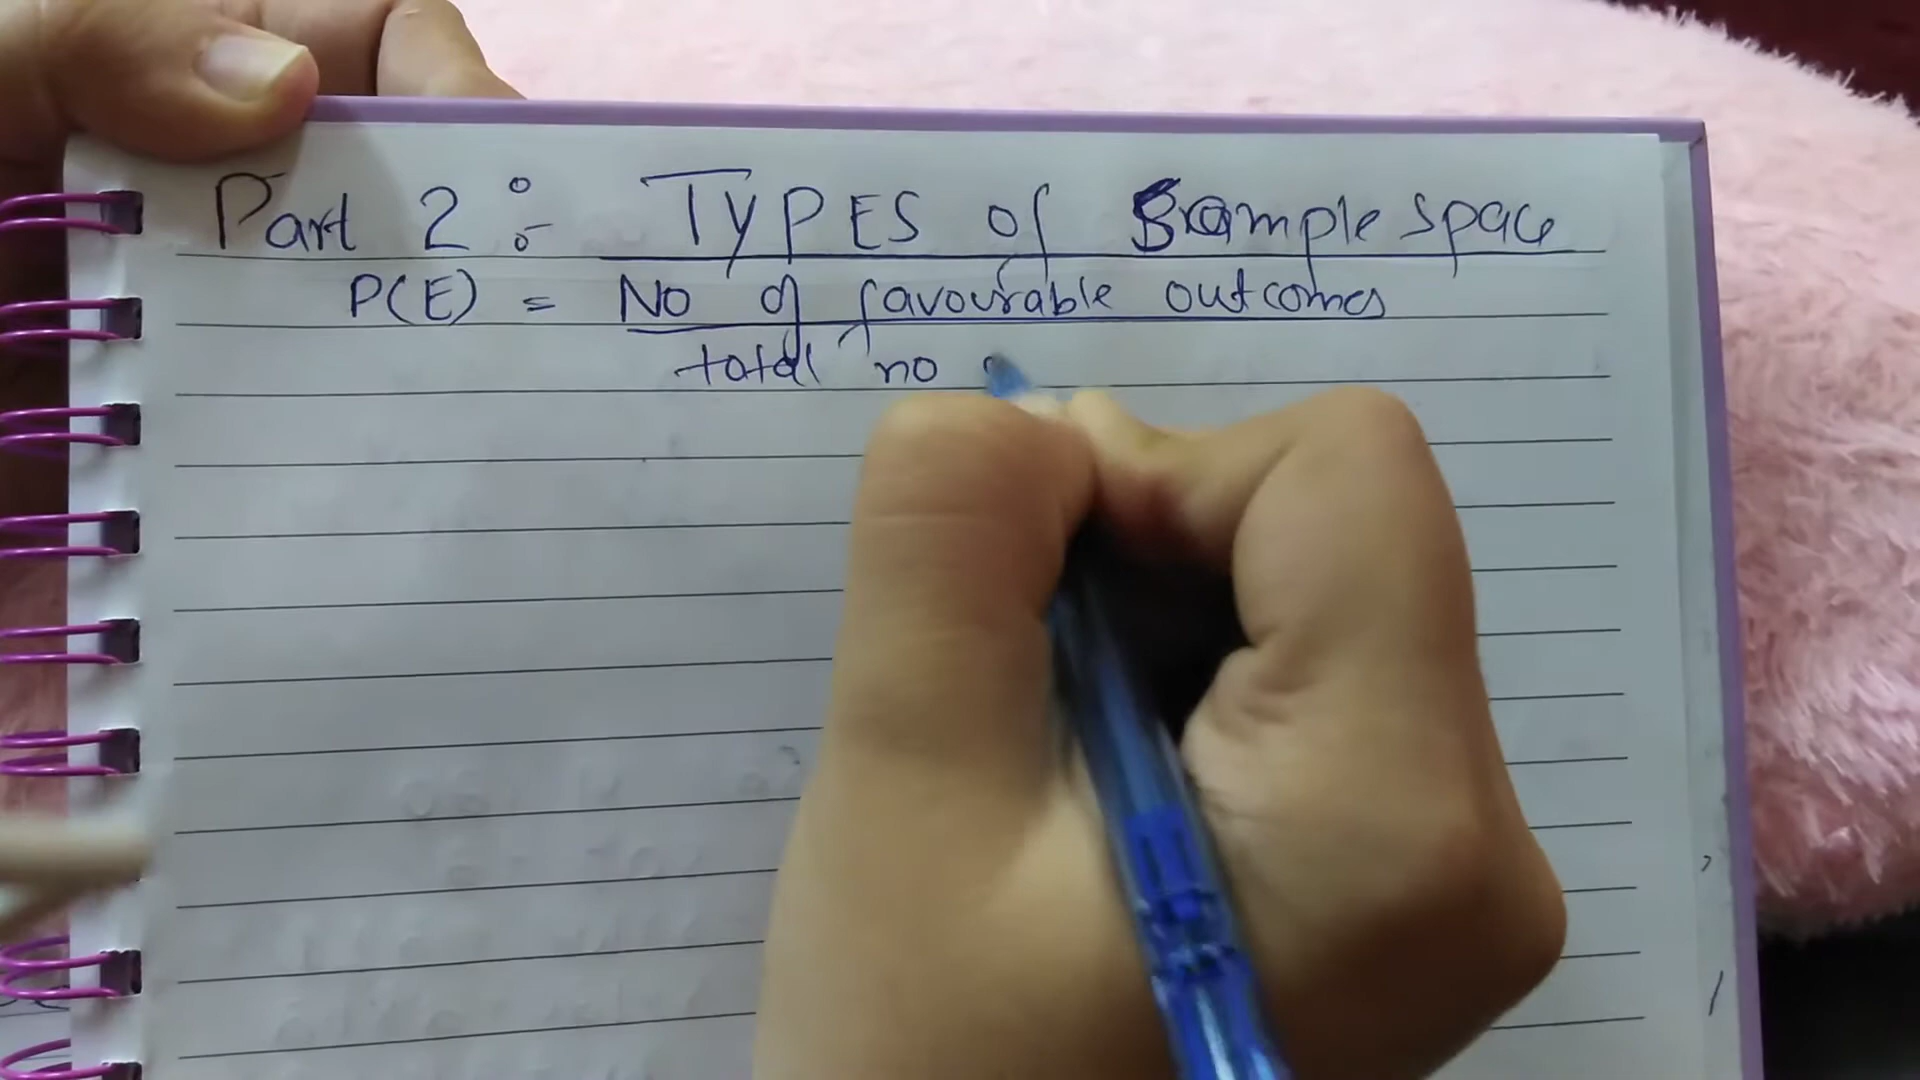 Part 2 : TYPES of Sample space
P(E) = No of favourable outcomes
total no